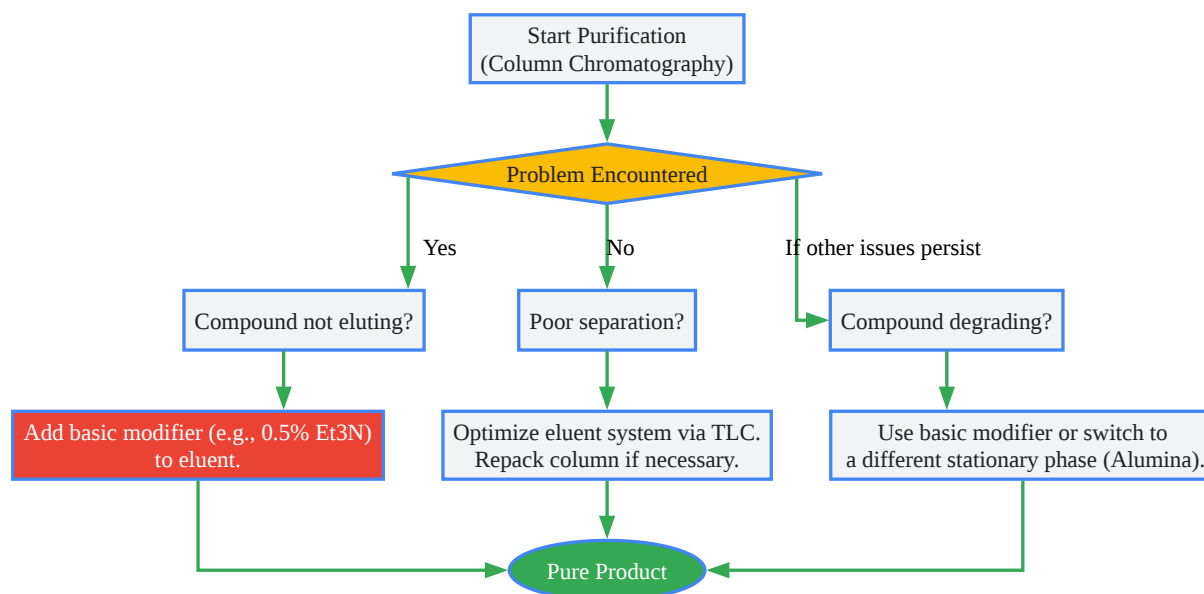 Start Purification
(Column Chromatography)
Problem Encountered
Yes
No
If other issues persist
Compound not eluting?
Poor separation?
Compound degrading?
Add basic modifier (e.g., 0.5% Et3N)
to eluent.
Optimize eluent system via TLC.
Repack column if necessary.
Use basic modifier or switch to
a different stationary phase (Alumina).
Pure Product